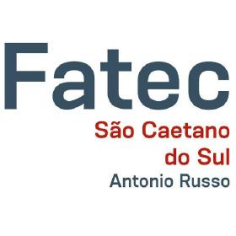 Fatec
São Caetano
do Sul
Antonio Russo